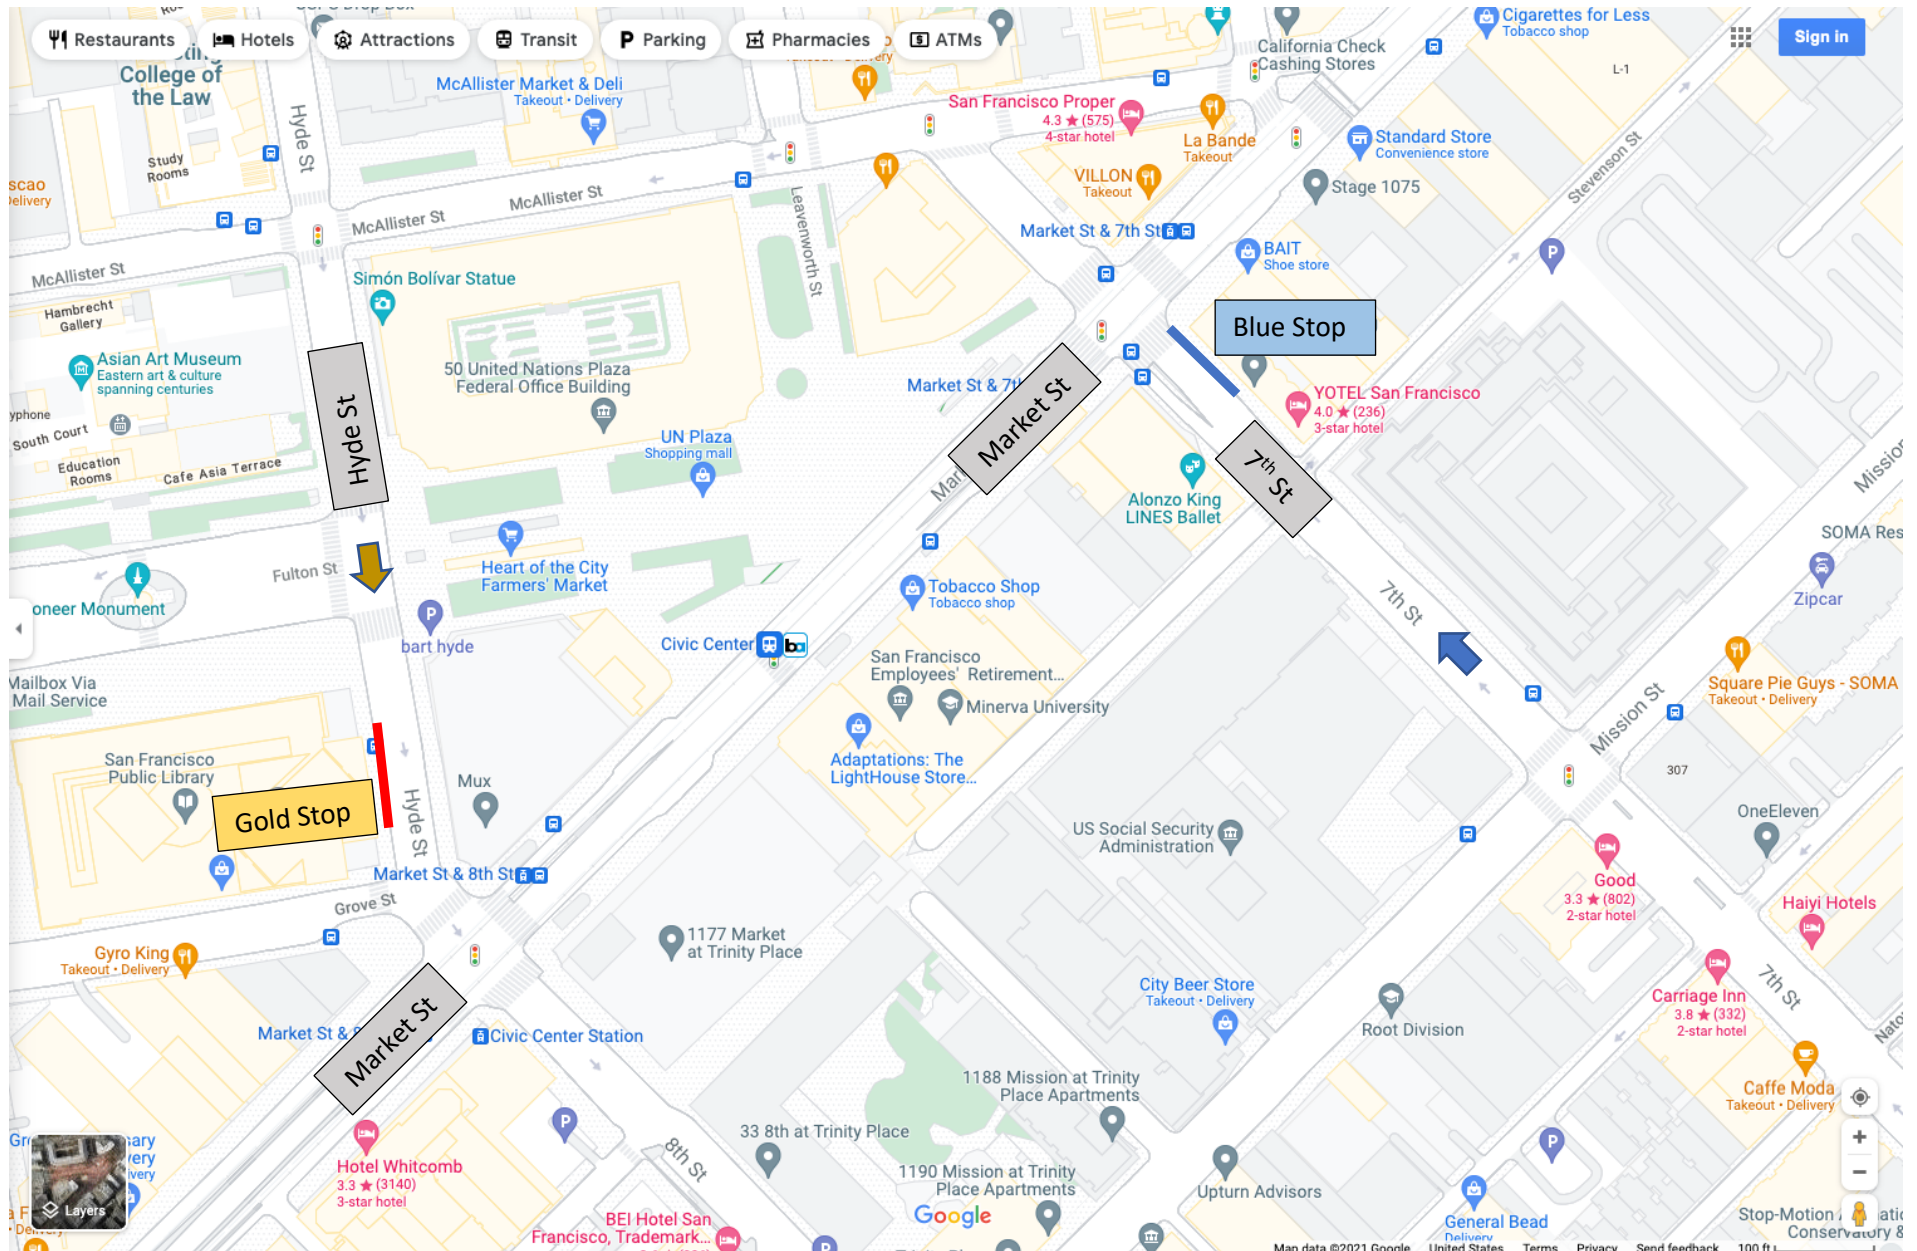 Restaurants
Hotels
Attractions
Transit
Parking
Pharmacies
ATMs
Sign in
College of
the Law
Study
Rooms
Hyde St
McAllister Market & Deli
Takeout • Delivery
San Francisco Proper
4.3 ★ (575)
4-star hotel
La Bande
Takeout
VILLON
Takeout
California Check
Cashing Stores
Cigarettes for Less
Tobacco shop
L-1
Standard Store
Convenience store
Stage 1075
Stevenson St
McAllister St
McAllister St
McAllister St
Leavenworth St
Market St & 7th St
BAIT
Shoe store
Hambrecht
Gallery
Simón Bolívar Statue
Asian Art Museum
Eastern art & culture
spanning centuries
50 United Nations Plaza
Federal Office Building
South Court
Education
Rooms
Cafe Asia Terrace
Hyde St
UN Plaza
Shopping mall
Market St & 7th
Market St
Blue Stop
YOTEL San Francisco
4.0 ★ (236)
3-star hotel
7th St
Alonzo King
LINES Ballet
Heart of the City
Farmers' Market
Fulton St
oneer Monument
bart hyde
Tobacco Shop
Tobacco shop
7th St
Zipcar
SOMA Res
Civic Center
San Francisco
Employees' Retirement...
Minerva University
Mission St
Square Pie Guys - SOMA
Takeout • Delivery
Mailbox Via
Mail Service
San Francisco
Public Library
Gold Stop
Mux
Hyde St
Adaptations: The
LightHouse Store...
307
OneEleven
US Social Security
Administration
Good
3.3 ★ (802)
2-star hotel
Haiyi Hotels
Market St & 8th St
Grove St
Gyro King
Takeout • Delivery
1177 Market
at Trinity Place
City Beer Store
Takeout • Delivery
Root Division
Carriage Inn
3.8 ★ (332)
2-star hotel
7th St
Market St & 8
Market St
Civic Center Station
Caffe Moda
Takeout • Delivery
1188 Mission at Trinity
Place Apartments
33 8th at Trinity Place
8th St
Hotel Whitcomb
3.3 ★ (3140)
3-star hotel
1190 Mission at Trinity
Place Apartments
Upturn Advisors
Layers
BEI Hotel San
Francisco, Trademark...
Google
General Bead
Delivery
Stop-Motion
Conservatory &
Map data ©2021 Google United States Terms Privacy Send feedback 100 ft